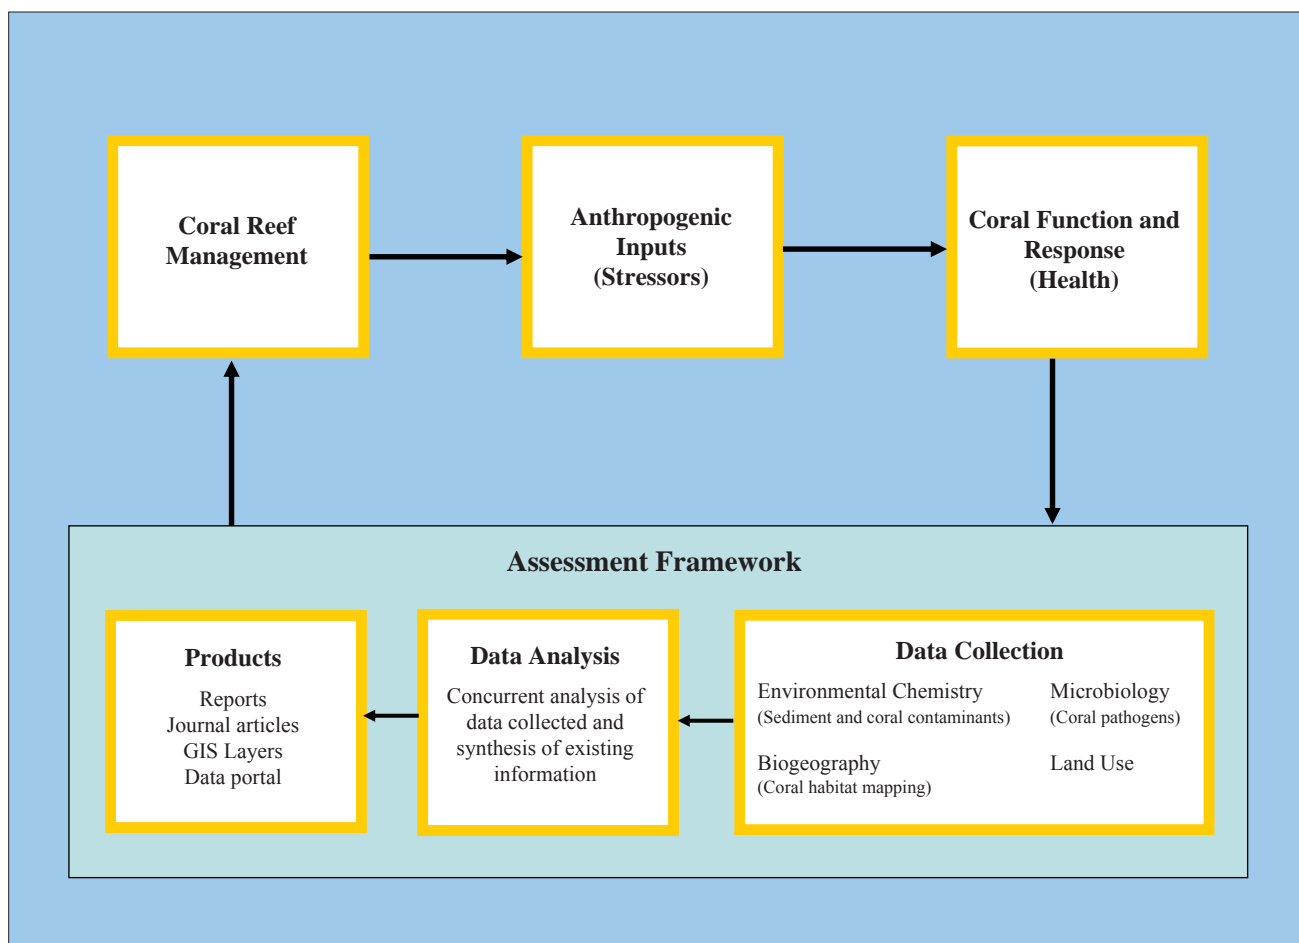 Coral Reef
Management
Anthropogenic
Inputs
(Stressors)
Coral Function and
Response
(Health)
Assessment Framework
Products
Reports
Journal articles
GIS Layers
Data portal
Data Analysis
Concurrent analysis of
data collected and
synthesis of existing
information
Data Collection
Environmental Chemistry
(Sediment and coral contaminants)
Microbiology
(Coral pathogens)
Biogeography
(Coral habitat mapping)
Land Use